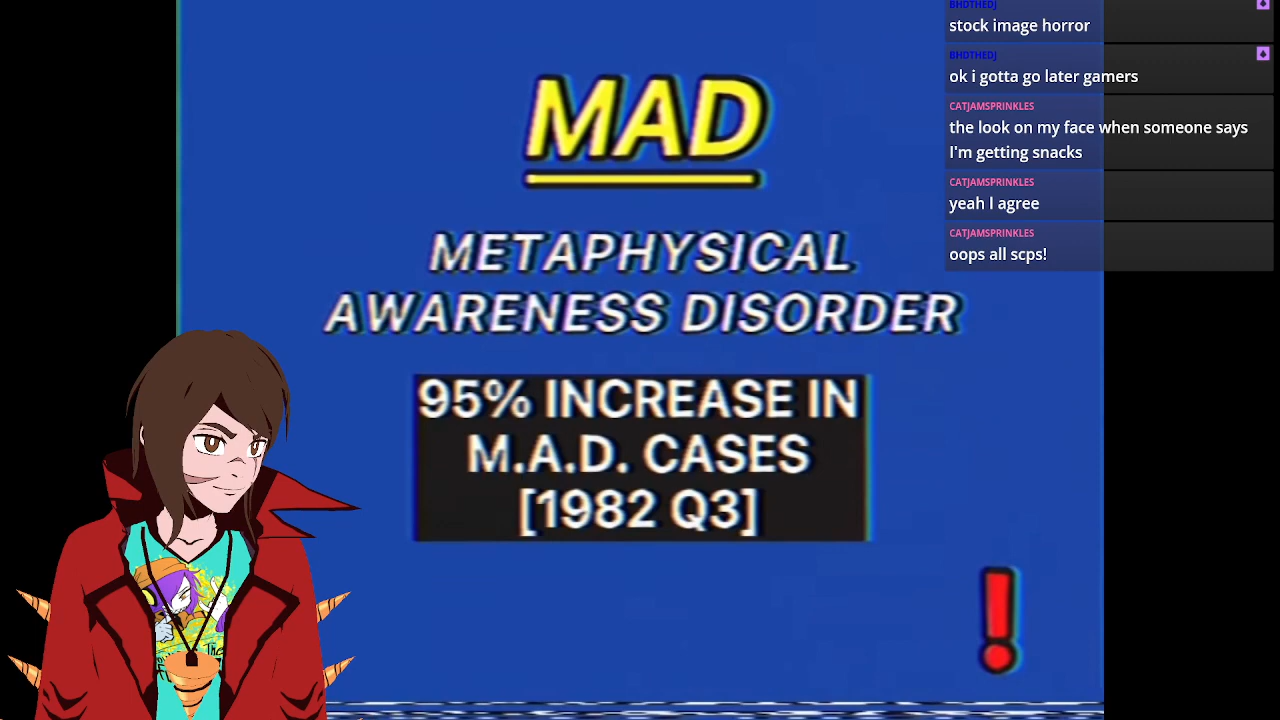 MAD
METAPHYSICAL
AWARENESS DISORDER
95% INCREASE IN
M.A.D. CASES
[1982 Q3]
!
BHDTHEDJ
stock image horror
BHDTHEDJ
ok i gotta go later gamers
CATJAMSPRINKLES
the look on my face when someone says
I'm getting snacks
CATJAMSPRINKLES
yeah I agree
CATJAMSPRINKLES
oops all scps!